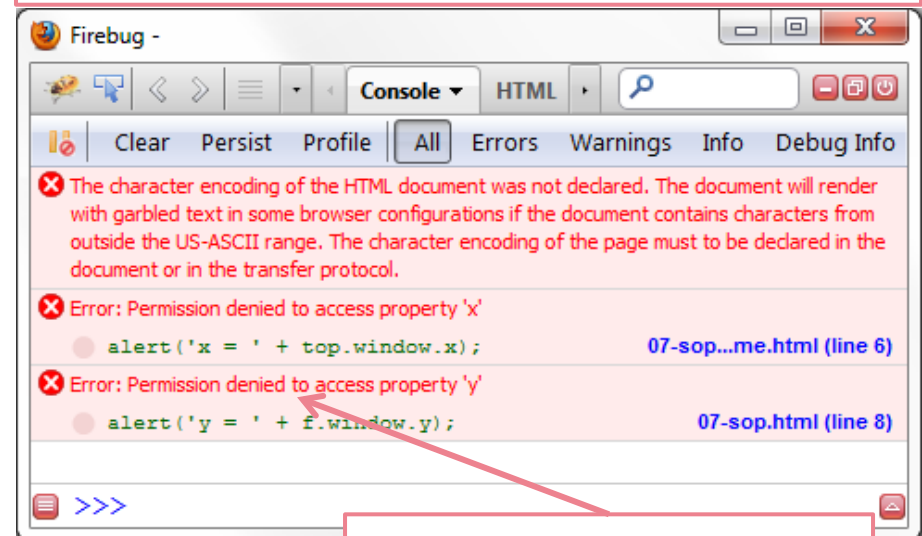 Firebug -
Console HTML
Clear Persist Profile All Errors Warnings Info Debug Info
The character encoding of the HTML document was not declared. The document will render
with garbled text in some browser configurations if the document contains characters from
outside the US-ASCII range. The character encoding of the page must to be declared in the
document or in the transfer protocol.
Error: Permission denied to access property 'x'
alert('x = ' + top.window.x); 07-sop...me.html (line 6)
Error: Permission denied to access property 'y'
alert('y = ' + f.window.y); 07-sop.html (line 8)
>>>